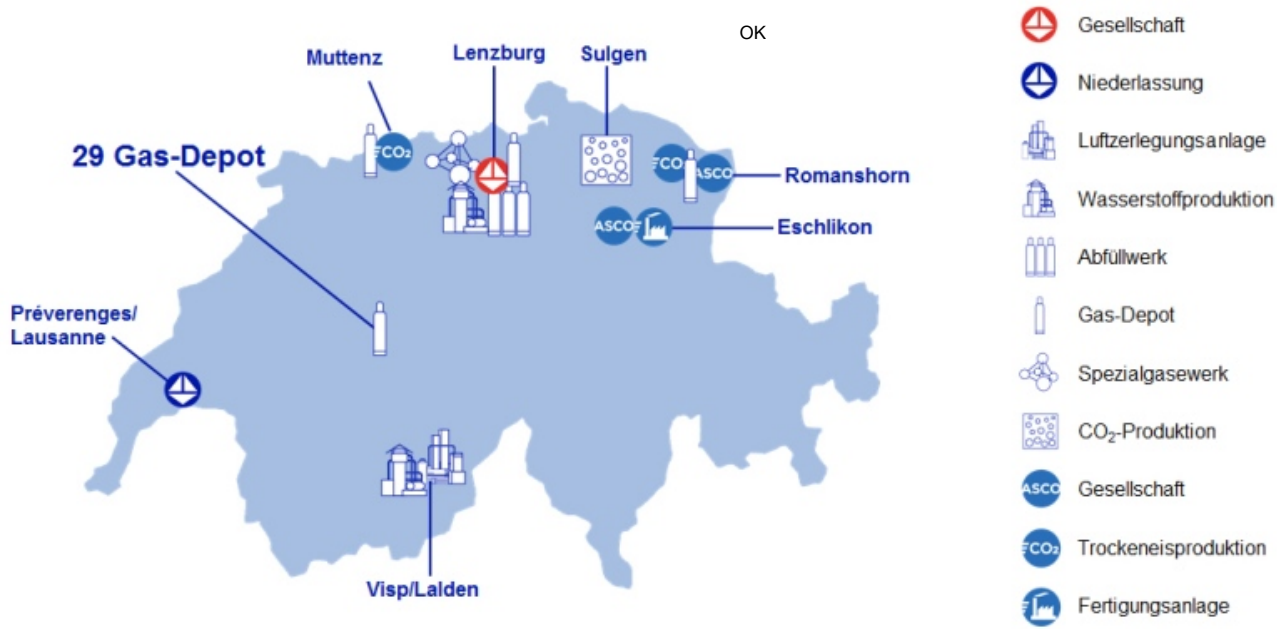 OK
Muttenz
Lenzburg
Sulgen
29 Gas-Depot
CO₂
CO
ASCO
Romanshorn
ASCO
Eschlikon
Préverenges/
Lausanne
Visp/Lalden
Gesellschaft
Niederlassung
Luftzerlegungsanlage
Wasserstoffproduktion
Abfüllwerk
Gas-Depot
Spezialgasewerk
CO₂-Produktion
ASCO Gesellschaft
CO₂ Trockeneisproduktion
Fertigungsanlage